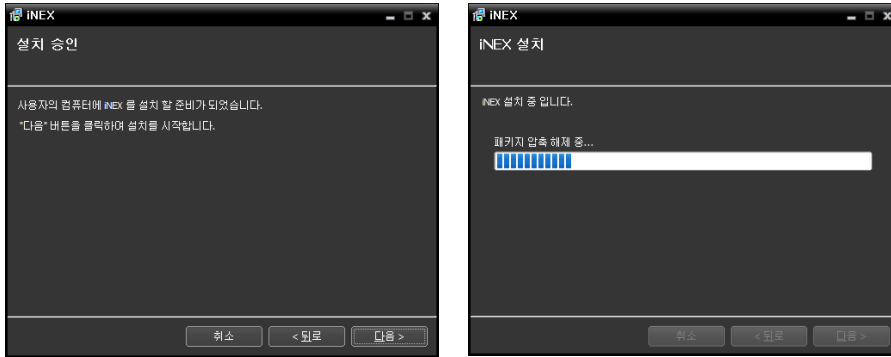 iNEX
설치 승인
사용자의 컴퓨터에 iNEX 를 설치 할 준비가 되었습니다.
"다음" 버튼을 클릭하여 설치를 시작합니다.
취소
< 뒤로
다음 >
iNEX
iNEX 설치
iNEX 설치 중 입니다.
패키지 압축 해제 중...
취소
< 뒤로
다음 >